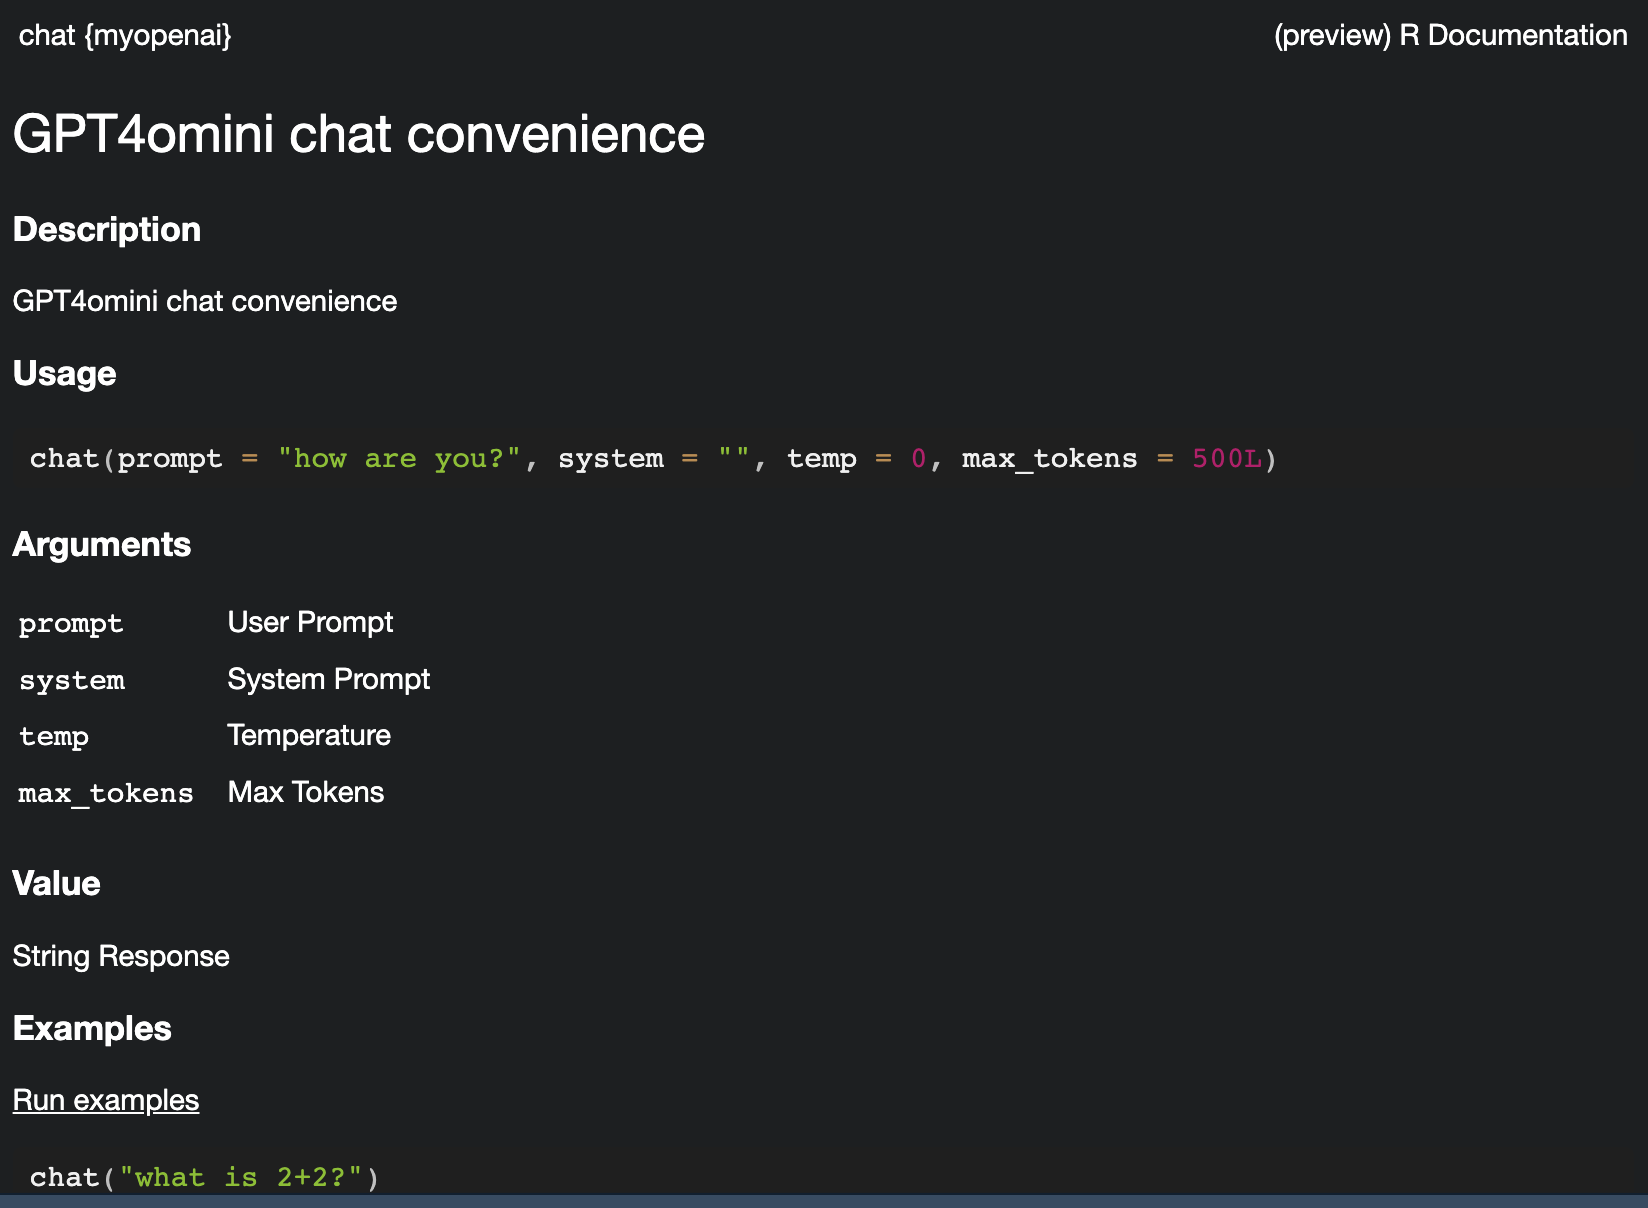 chat {myopenai} (preview) R Documentation
GPT4omini chat convenience
Description
GPT4omini chat convenience
Usage
chat(prompt = "how are you?", system = "", temp = 0, max_tokens = 500L)
Arguments
prompt User Prompt
system System Prompt
temp Temperature
max_tokens Max Tokens
Value
String Response
Examples
Run examples
chat("what is 2+2?")